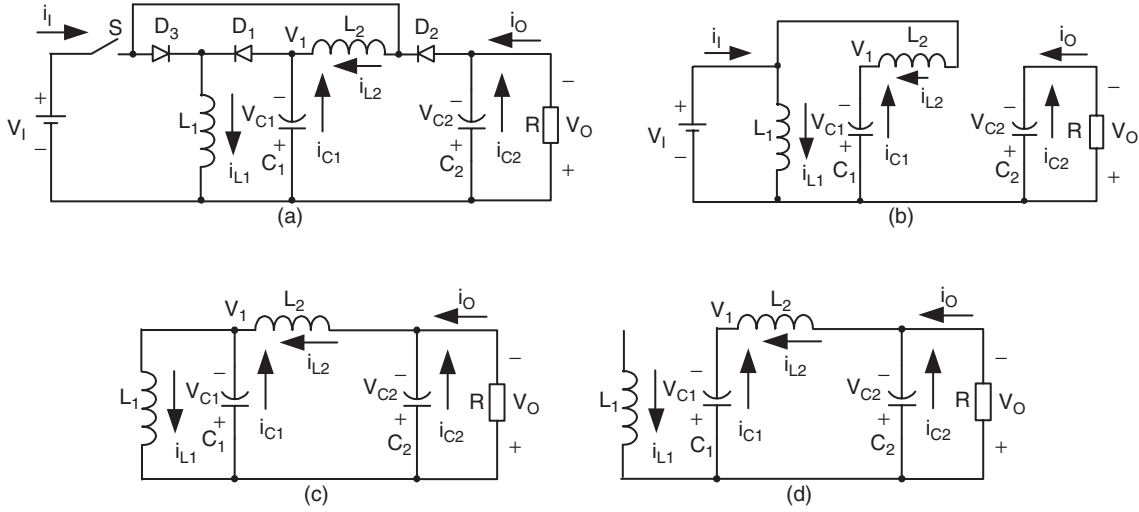 i_I S D_3 D_1 V_1 L_2 D_2 i_O
+ V_I − L_1 i_L1 V_C1 − + C_1 i_C1 i_L2 V_C2 − + C_2 i_C2 R − V_O +
(a)
i_I V_1 L_2 i_O
+ V_I − L_1 i_L1 V_C1 − + C_1 i_C1 i_L2 V_C2 − + C_2 i_C2 R − V_O +
(b)
V_1 L_2 i_O
L_1 i_L1 V_C1 − + C_1 i_C1 i_L2 V_C2 − + C_2 i_C2 R − V_O +
(c)
V_1 L_2 i_O
L_1 i_L1 V_C1 − + C_1 i_C1 i_L2 V_C2 − + C_2 i_C2 R − V_O +
(d)